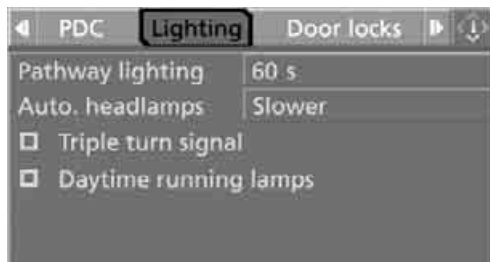 PDC Lighting Door locks
Pathway lighting 60 s
Auto. headlamps Slower
Triple turn signal
Daytime running lamps